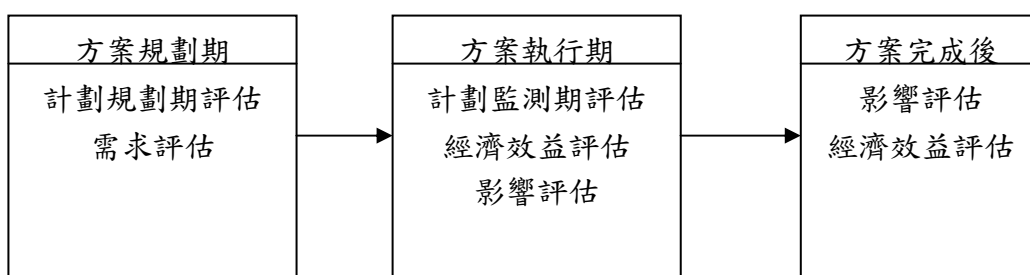 方案規劃期
計劃規劃期評估
需求評估
方案執行期
計劃監測期評估
經濟效益評估
影響評估
方案完成後
影響評估
經濟效益評估